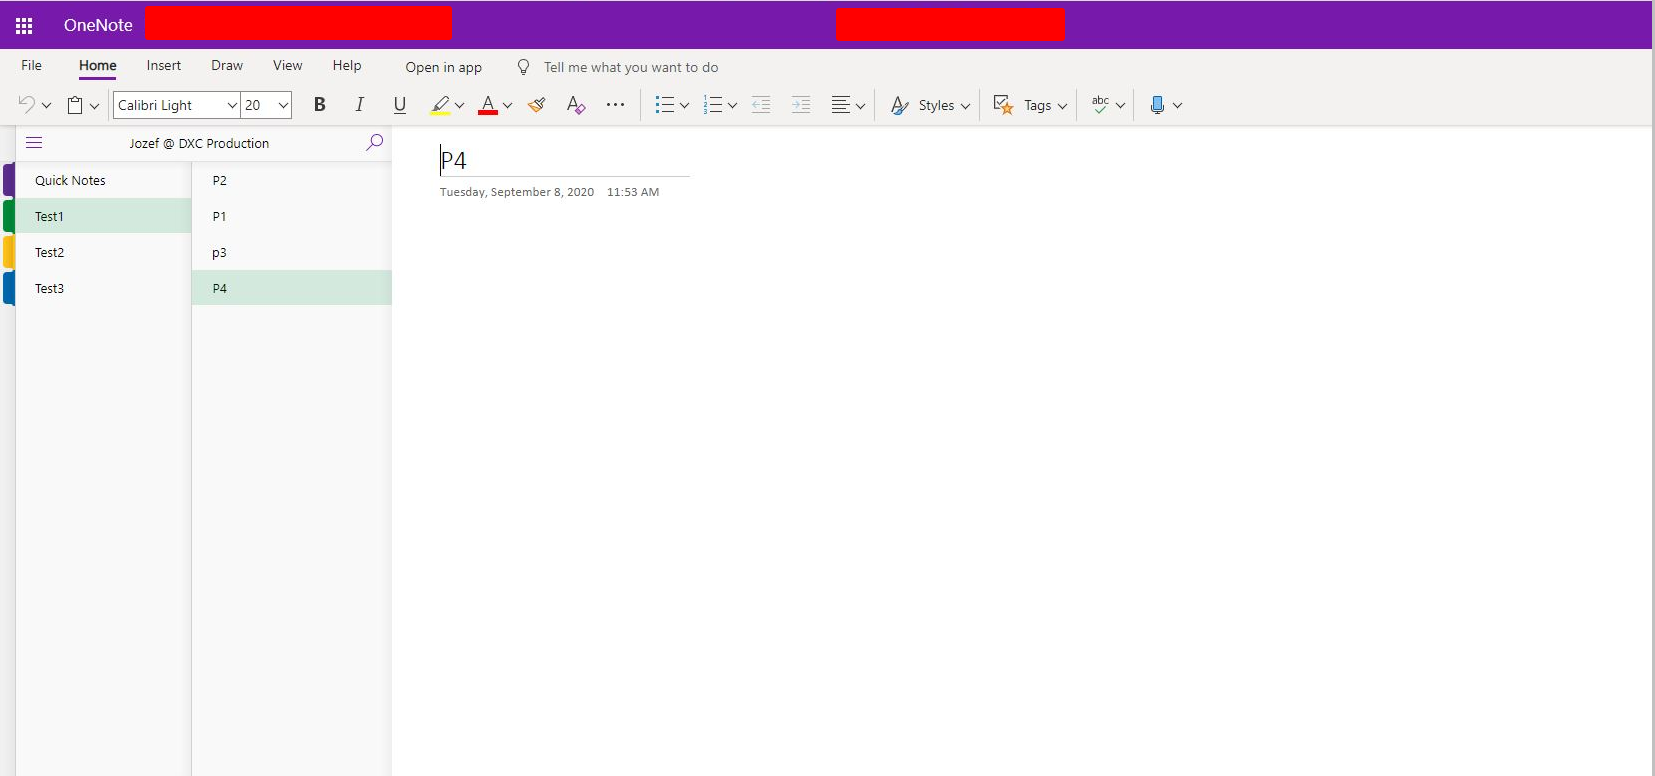 OneNote
File Home Insert Draw View Help Open in app Tell me what you want to do
Calibri Light 20 B I U A A Styles Tags abc
Jozef @ DXC Production
Quick Notes
Test1
Test2
Test3
P2
P1
p3
P4
P4
Tuesday, September 8, 2020 11:53 AM